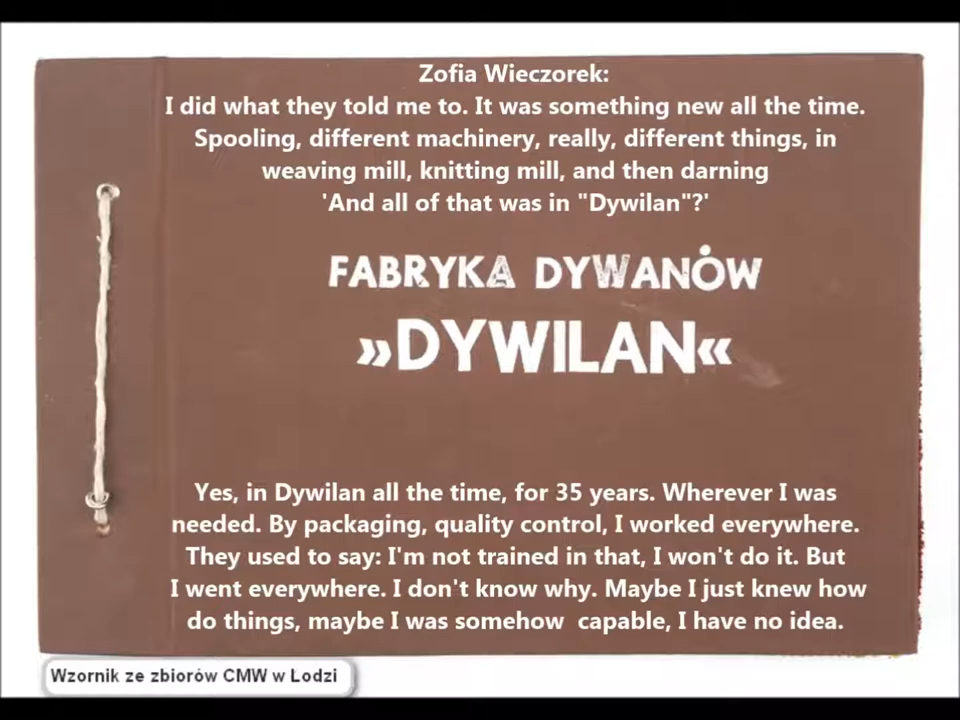 Zofia Wieczorek:
I did what they told me to. It was something new all the time.
Spooling, different machinery, really, different things, in
weaving mill, knitting mill, and then darning
'And all of that was in "Dywilan"?'
FABRYKA DYWANÓW
»DYWILAN«
Yes, in Dywilan all the time, for 35 years. Wherever I was
needed. By packaging, quality control, I worked everywhere.
They used to say: I'm not trained in that, I won't do it. But
I went everywhere. I don't know why. Maybe I just knew how
do things, maybe I was somehow capable, I have no idea.
Wzornik ze zbiorów CMW w Łodzi